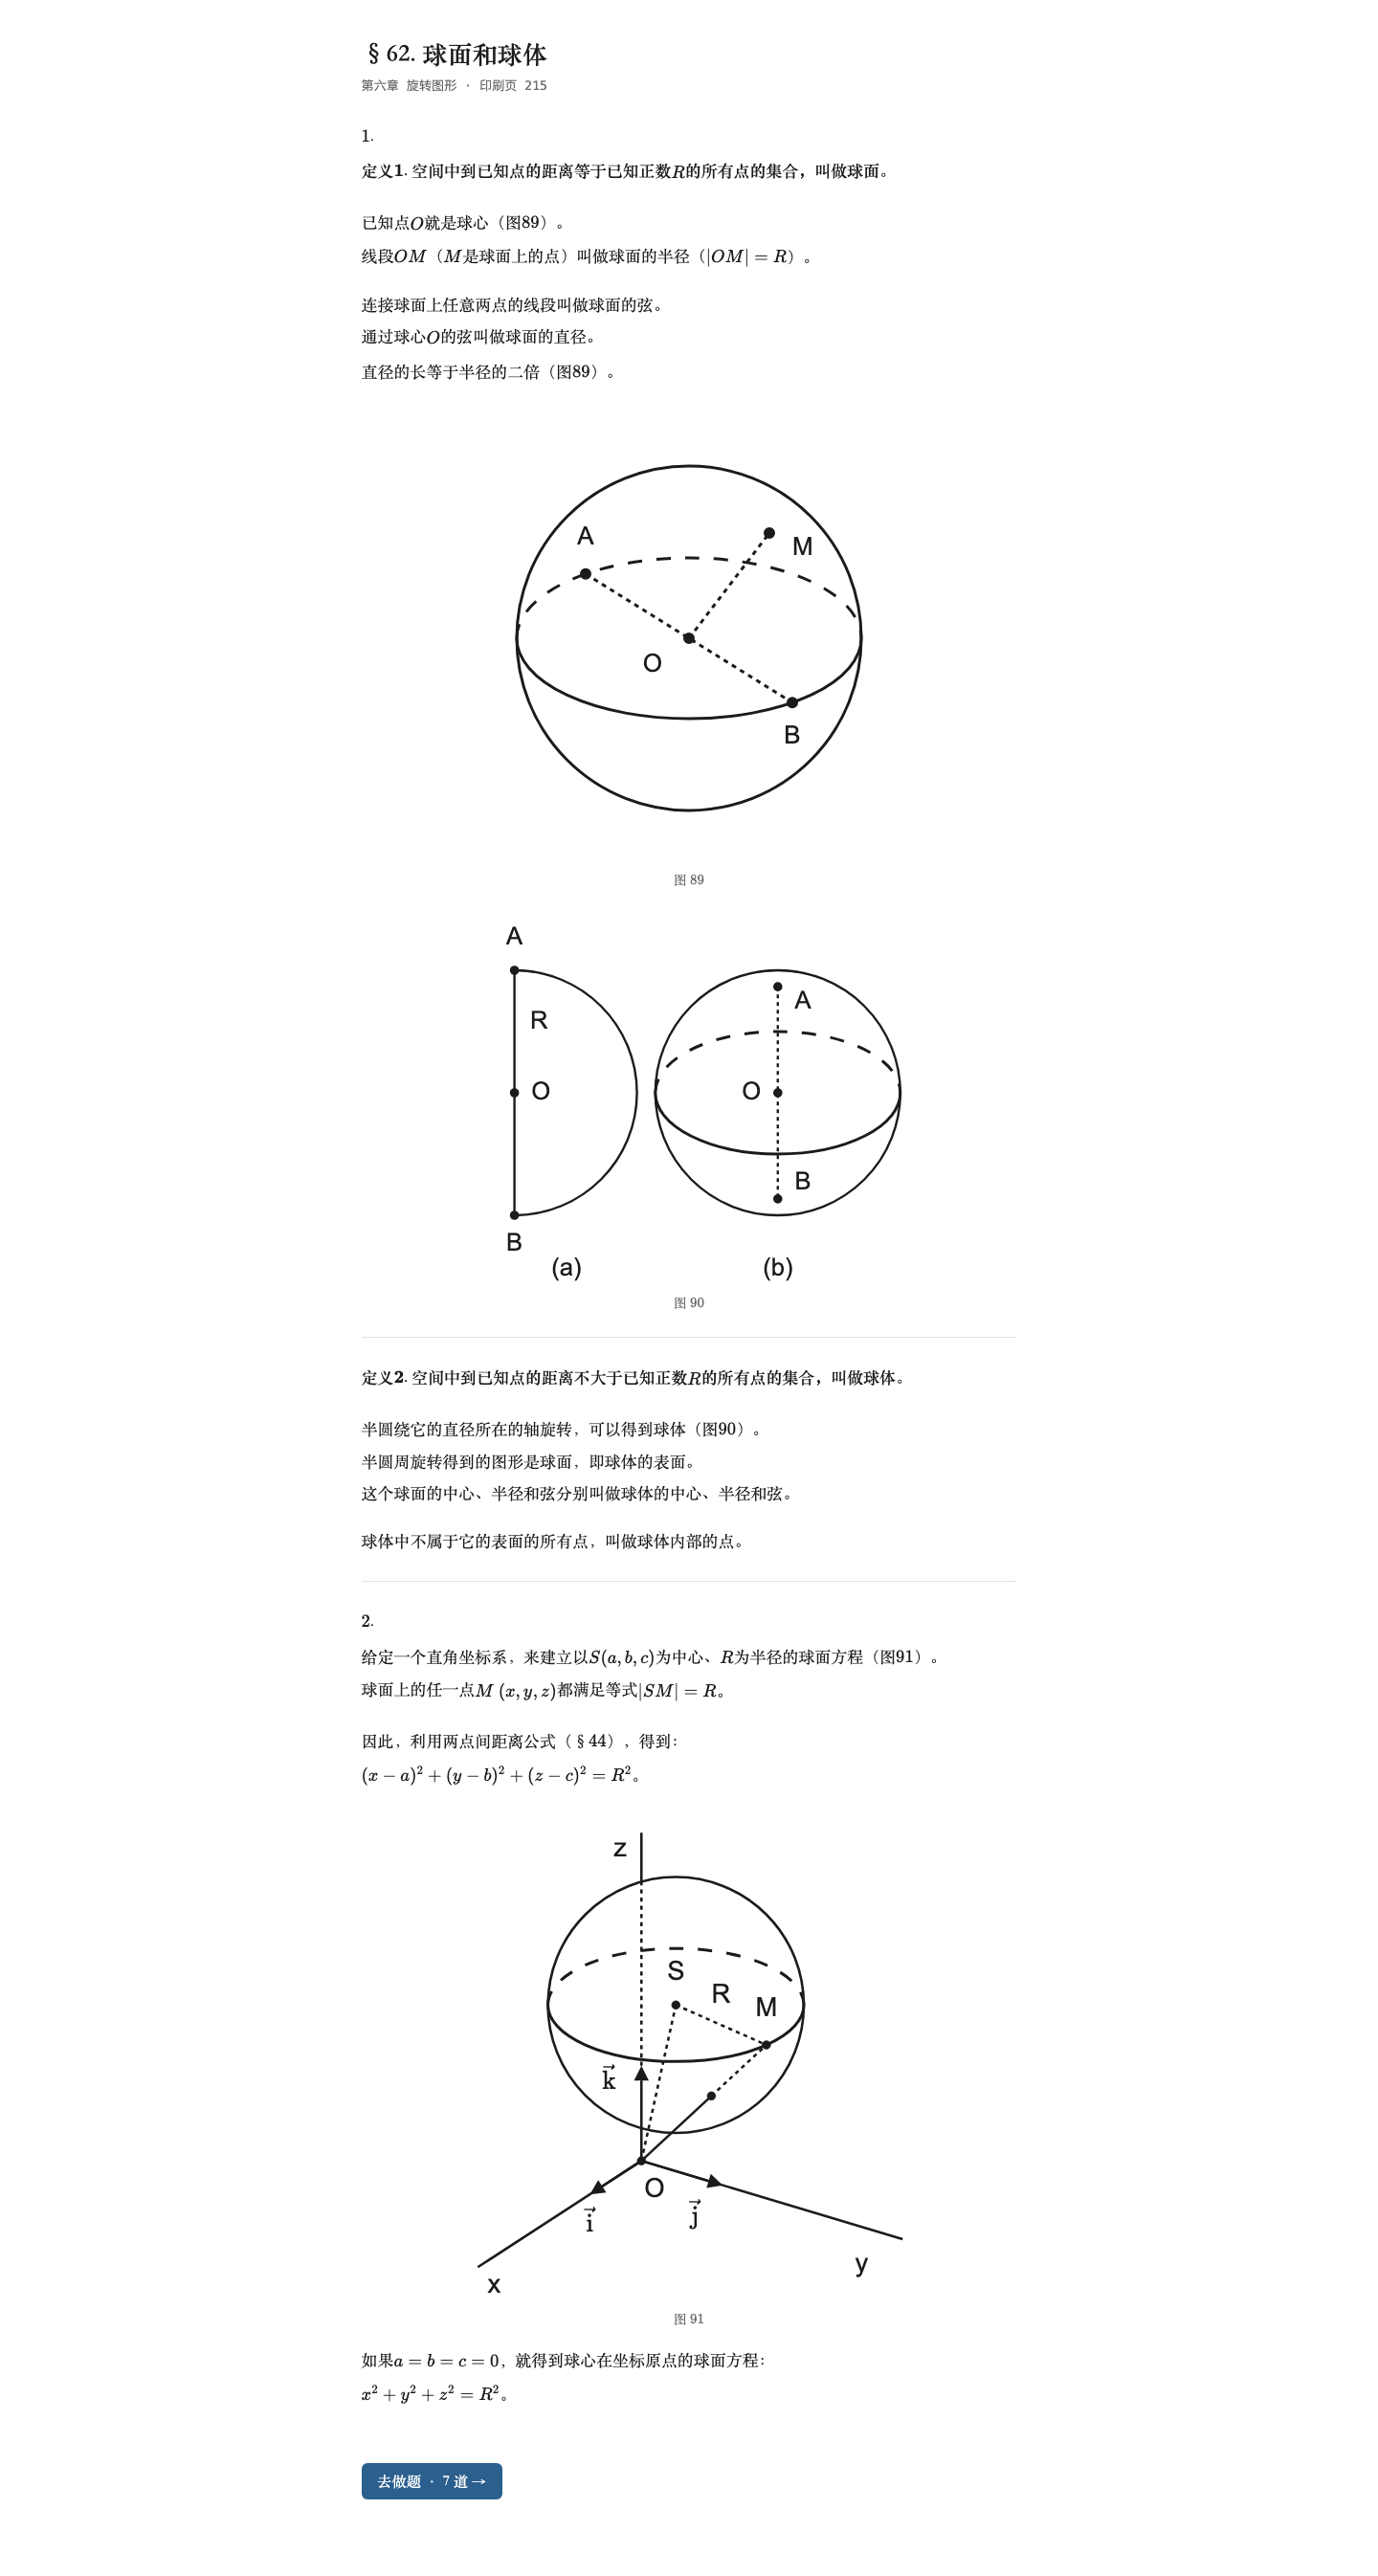 § 62. 球面和球体
第六章 旋转图形 · 印刷页 215
1.
定义1. 空间中到已知点的距离等于已知正数R的所有点的集合，叫做球面。
已知点O就是球心（图89）。
线段OM（M是球面上的点）叫做球面的半径（|OM| = R）。
连接球面上任意两点的线段叫做球面的弦。
通过球心O的弦叫做球面的直径。
直径的长等于半径的二倍（图89）。
A
M
O
B
图 89
A
R
O
B
(a)
A
O
B
(b)
图 90
定义2. 空间中到已知点的距离不大于已知正数R的所有点的集合，叫做球体。
半圆绕它的直径所在的轴旋转，可以得到球体（图90）。
半圆周旋转得到的图形是球面，即球体的表面。
这个球面的中心、半径和弦分别叫做球体的中心、半径和弦。
球体中不属于它的表面的所有点，叫做球体内部的点。
2.
给定一个直角坐标系，来建立以S(a, b, c)为中心、R为半径的球面方程（图91）。
球面上的任一点M (x, y, z)都满足等式|SM| = R。
因此，利用两点间距离公式（§44），得到：
(x − a)² + (y − b)² + (z − c)² = R²。
z
S
R
M
k⃗
O
i⃗
j⃗
y
x
图 91
如果a = b = c = 0，就得到球心在坐标原点的球面方程：
x² + y² + z² = R²。
去做题 · 7 道 →